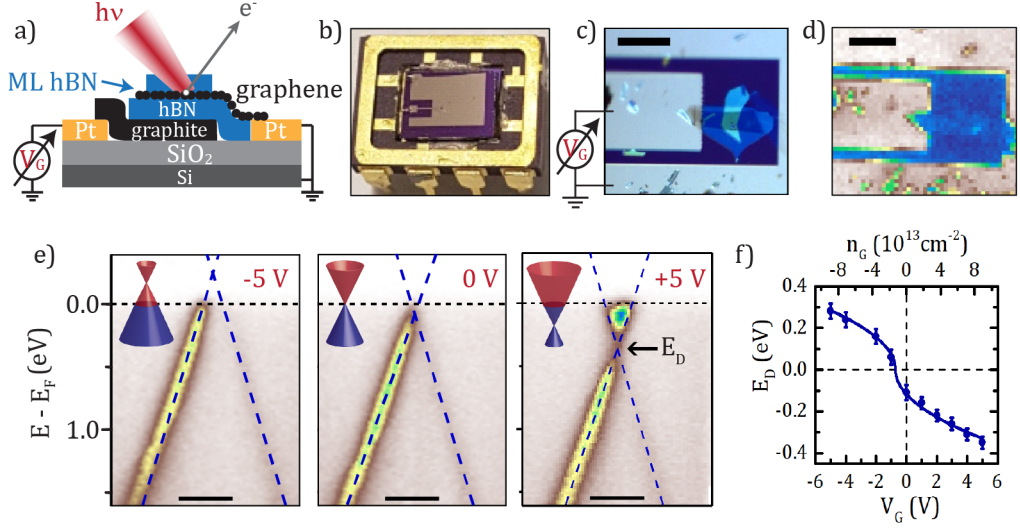 a)
hν
e⁻
ML hBN
graphene
hBN
Pt
graphite
Pt
V_G
SiO₂
Si
b)
c)
V_G
d)
e)
-5 V
0 V
+5 V
0.0
1.0
E - E_F (eV)
E_D
f)
n_G (10¹³cm⁻²)
-8 -4 0 4 8
0.4
0.2
0.0
-0.2
-0.4
E_D (eV)
-6 -4 -2 0 2 4 6
V_G (V)